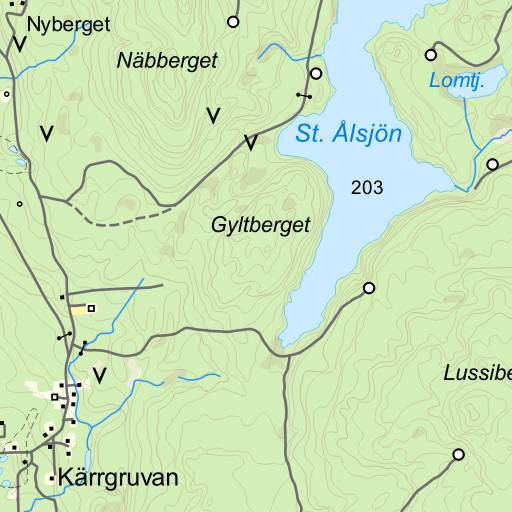 Nyberget
Näbberget
Lomtj.
St. Ålsjön
203
Gyltberget
Lussibe
Kärrgruvan